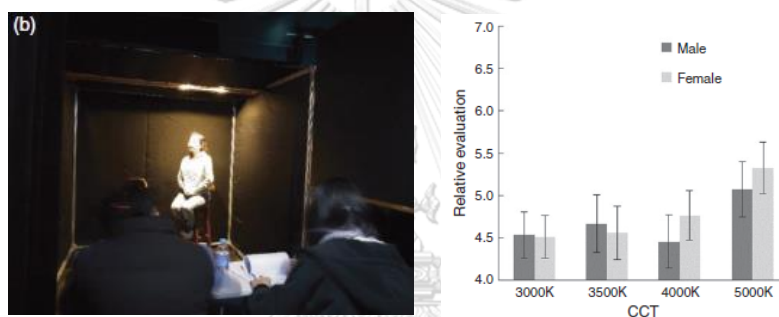 (b)
7.0
6.5
6.0
5.5
5.0
4.5
4.0
Relative evaluation
Male
Female
3000K
3500K
4000K
5000K
CCT